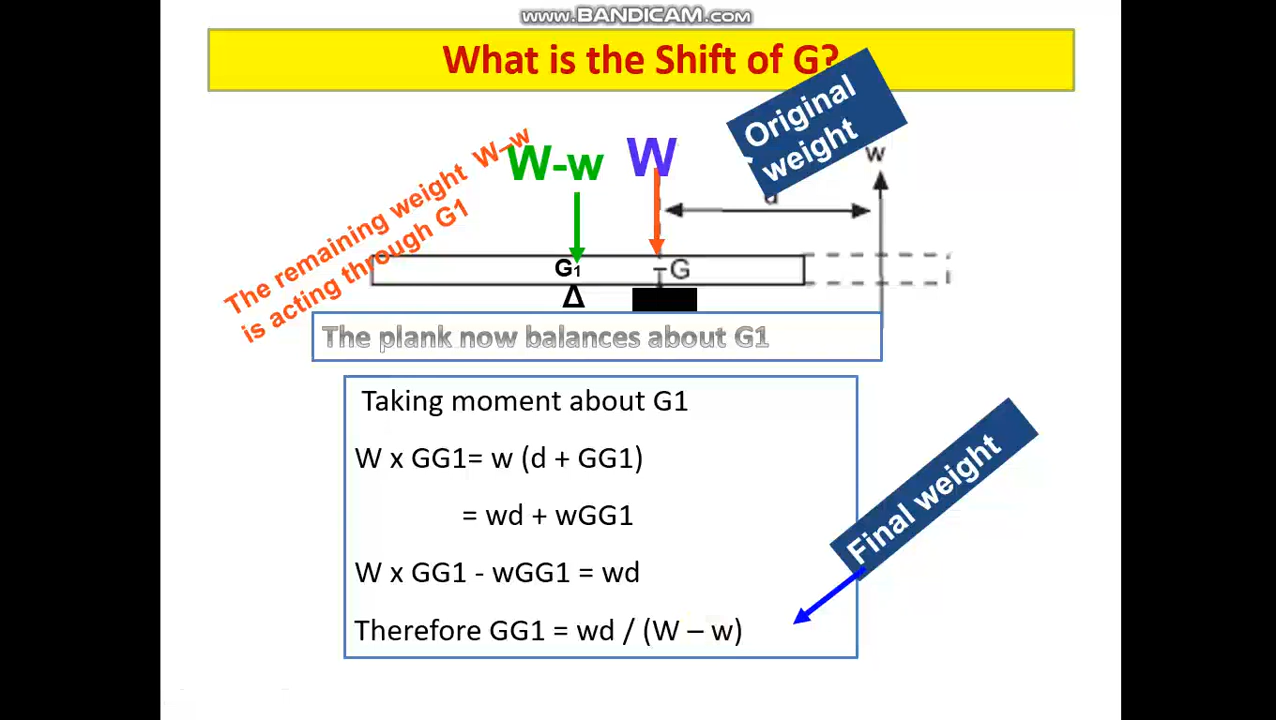 www.BANDICAM.com
What is the Shift of G?
Original
weight
The remaining weight W–w
is acting through G1
W-w
W
w
d
G1
G
Δ
The plank now balances about G1
Taking moment about G1
W x GG1= w (d + GG1)
= wd + wGG1
W x GG1 - wGG1 = wd
Therefore GG1 = wd / (W – w)
Final weight